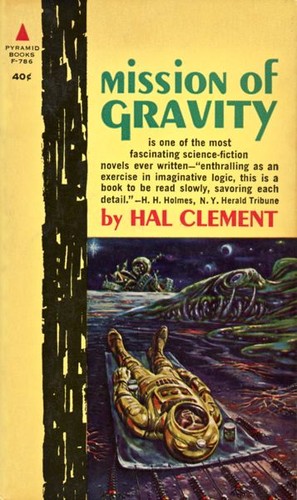 PYRAMID
BOOKS
F-786
40¢
MISSION OF
GRAVITY
is one of the most
fascinating science-fiction
novels ever written—"enthralling as an
exercise in imaginative logic, this is a
book to be read slowly, savoring each
detail."—H. H. Holmes, N. Y. Herald Tribune
by HAL CLEMENT